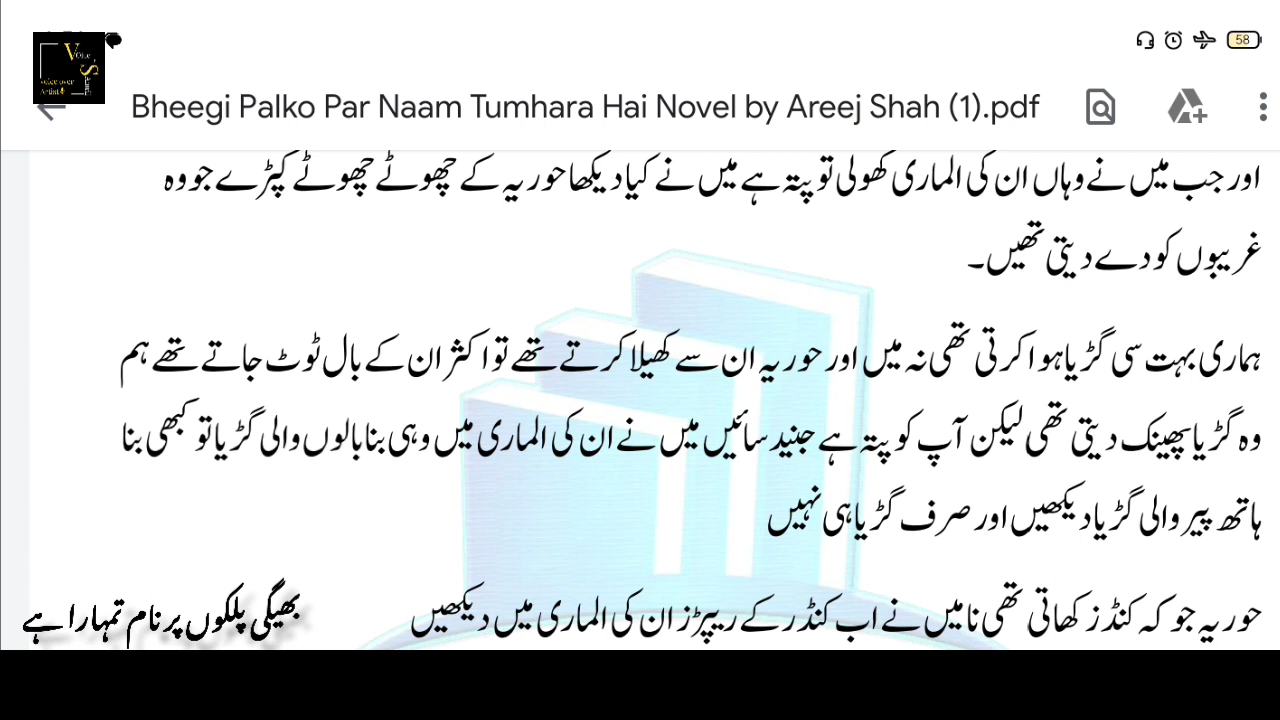 Voice
Saima
voice over
Artist
58
Bheegi Palko Par Naam Tumhara Hai Novel by Areej Shah (1).pdf
اور جب میں نے وہاں ان کی الماری کھولی تو پتہ ہے میں نے کیا دیکھا حوریہ کے چھوٹے چھوٹے کپڑے جو وہ
غریبوں کو دے دیتی تھیں۔
ہماری بہت سی گڑیا ہوا کرتی تھی نہ میں اور حوریہ ان سے کھیلا کرتے تھے تو اکثر ان کے بال ٹوٹ جاتے تھے ہم
وہ گڑیا پھینک دیتی تھی لیکن آپ کو پتہ ہے جنید سائیں میں نے ان کی الماری میں وہی بنا بالوں والی گڑیا تو کبھی بنا
ہاتھ پیر والی گڑیا دیکھیں اور صرف گڑیا ہی نہیں
حوریہ جو کہ کنڈز کھاتی تھی نا میں نے اب کنڈر کے ریپرز ان کی الماری میں دیکھیں
بھیگی پلکوں پر نام تمہارا ہے